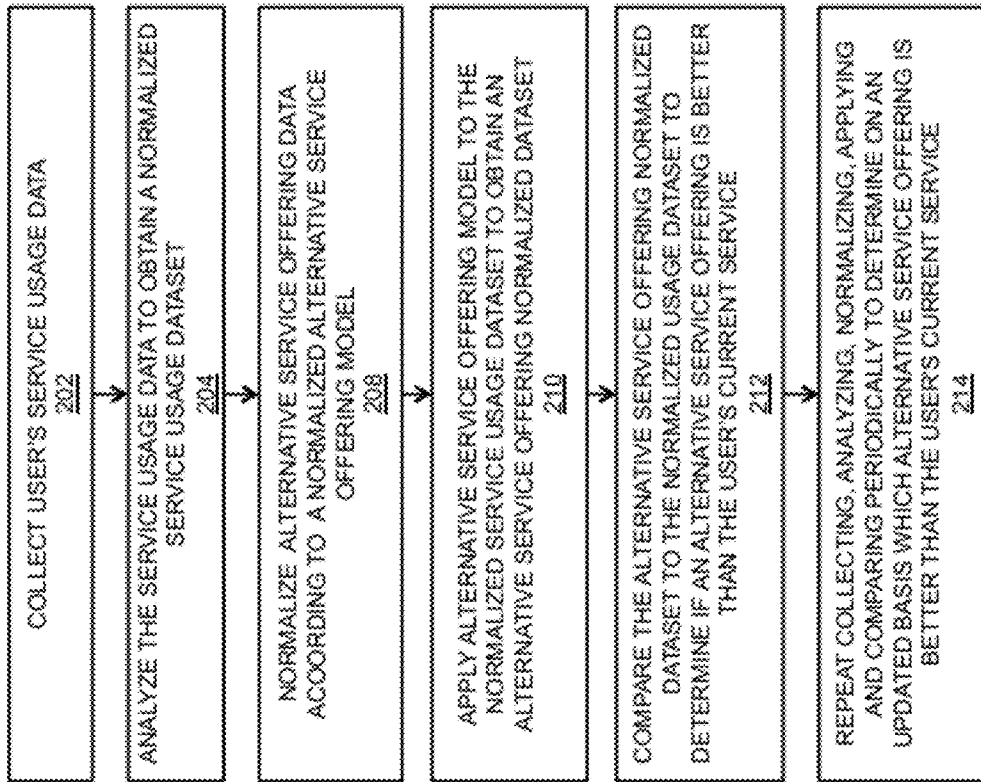 COLLECT USER'S SERVICE USAGE DATA
202
ANALYZE THE SERVICE USAGE DATA TO OBTAIN A NORMALIZED
SERVICE USAGE DATASET
204
NORMALIZE ALTERNATIVE SERVICE OFFERING DATA
ACCORDING TO A NORMALIZED ALTERNATIVE SERVICE
OFFERING MODEL
208
APPLY ALTERNATIVE SERVICE OFFERING MODEL TO THE
NORMALIZED SERVICE USAGE DATASET TO OBTAIN AN
ALTERNATIVE SERVICE OFFERING NORMALIZED DATASET
210
COMPARE THE ALTERNATIVE SERVICE OFFERING NORMALIZED
DATASET TO THE NORMALIZED USAGE DATASET TO
DETERMINE IF AN ALTERNATIVE SERVICE OFFERING IS BETTER
THAN THE USER'S CURRENT SERVICE
212
REPEAT COLLECTING, ANALYZING, NORMALIZING, APPLYING
AND COMPARING PERIODICALLY TO DETERMINE ON AN
UPDATED BASIS WHICH ALTERNATIVE SERVICE OFFERING IS
BETTER THAN THE USER'S CURRENT SERVICE
214